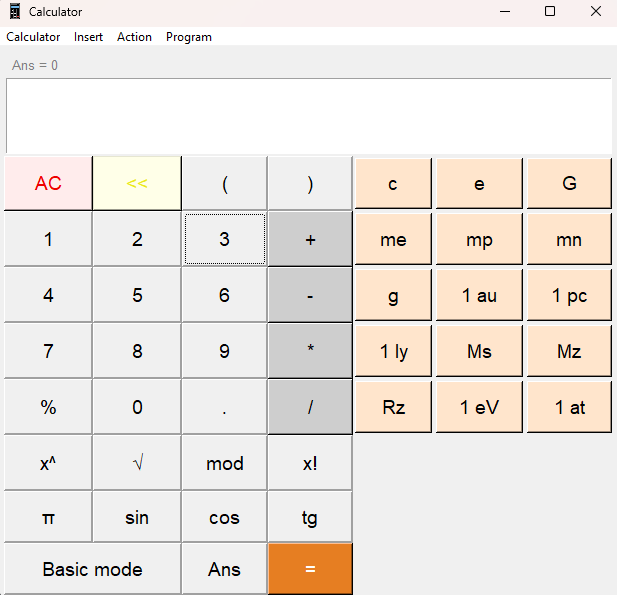 Calculator
Calculator Insert Action Program
Ans = 0
AC << ( ) c e G
1 2 3 + me mp mn
4 5 6 - g 1 au 1 pc
7 8 9 * 1 ly Ms Mz
% 0 . / Rz 1 eV 1 at
x^ √ mod x!
π sin cos tg
Basic mode Ans =